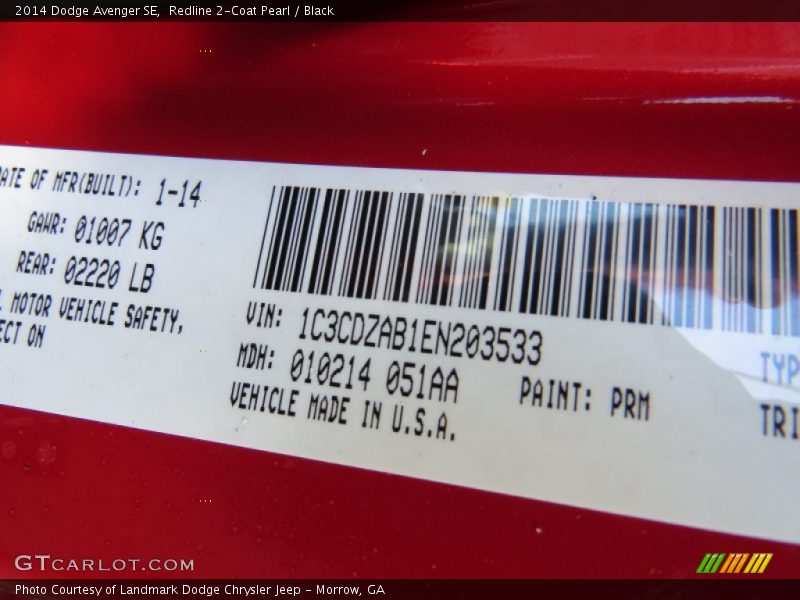 2014 Dodge Avenger SE, Redline 2-Coat Pearl / Black
DATE OF MFR(BUILT): 1-14
GAWR: 01007 KG
REAR: 02220 LB
MOTOR VEHICLE SAFETY,
ECT ON
VIN: 1C3CDZAB1EN203533
MDH: 010214 051AA
PAINT: PRM
VEHICLE MADE IN U.S.A.
TYP
TRI
GTCARLOT.COM
Photo Courtesy of Landmark Dodge Chrysler Jeep - Morrow, GA